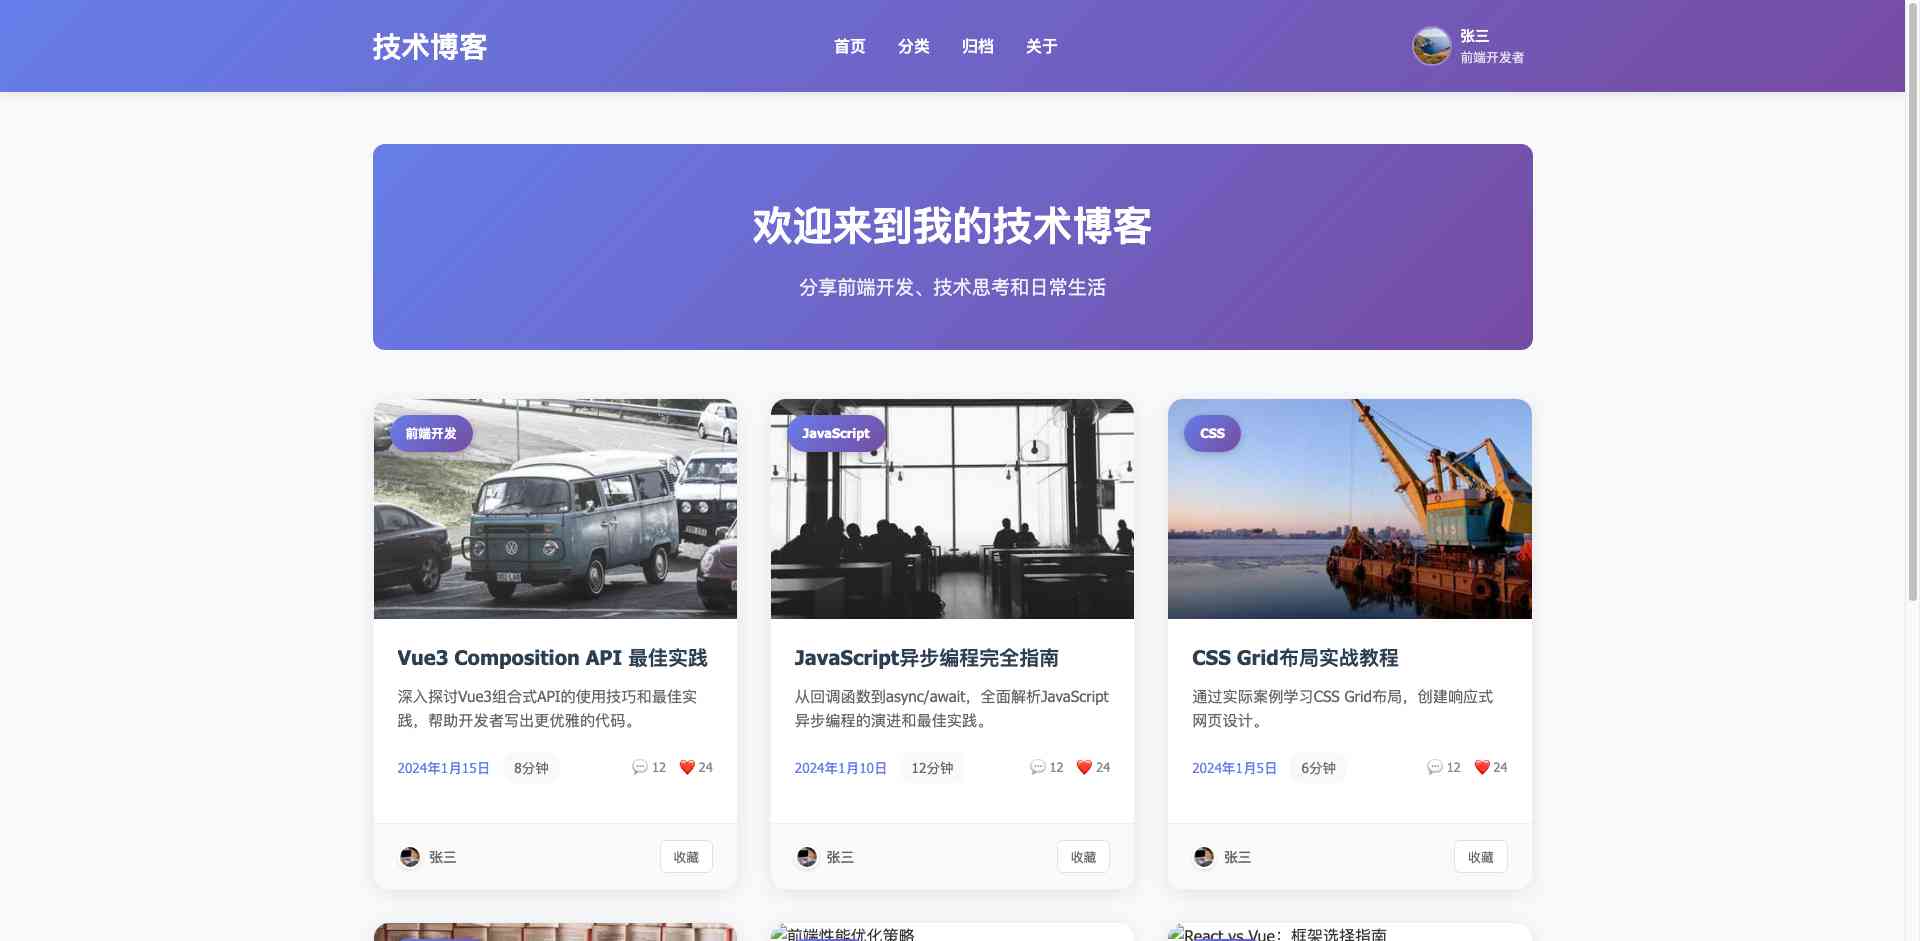 技术博客
首页
分类
归档
关于
张三
前端开发者
欢迎来到我的技术博客
分享前端开发、技术思考和日常生活
前端开发
Vue3 Composition API 最佳实践
深入探讨Vue3组合式API的使用技巧和最佳实
践，帮助开发者写出更优雅的代码。
2024年1月15日
8分钟
12
24
张三
收藏
JavaScript
JavaScript异步编程完全指南
从回调函数到async/await，全面解析JavaScript
异步编程的演进和最佳实践。
2024年1月10日
12分钟
12
24
张三
收藏
CSS
CSS Grid布局实战教程
通过实际案例学习CSS Grid布局，创建响应式
网页设计。
2024年1月5日
6分钟
12
24
张三
收藏
前端性能优化策略
React vs Vue：框架选择指南